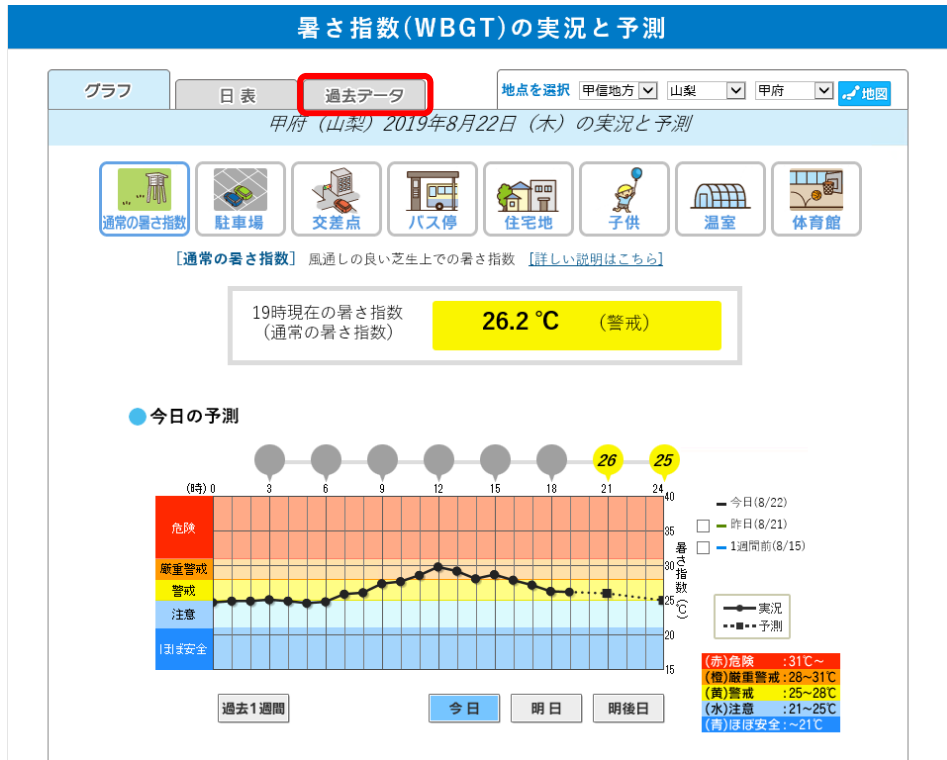 暑さ指数(WBGT)の実況と予測
グラフ
日表
過去データ
地点を選択 甲信地方 山梨 甲府 地図
甲府（山梨）2019年8月22日（木）の実況と予測
通常の暑さ指数 駐車場 交差点 バス停 住宅地 子供 温室 体育館
［通常の暑さ指数］ 風通しの良い芝生上での暑さ指数 [詳しい説明はこちら]
19時現在の暑さ指数
（通常の暑さ指数）
26.2 ℃ （警戒）
今日の予測
26 25
(時) 0 3 6 9 12 15 18 21 24
危険
厳重警戒
警戒
注意
ほぼ安全
40
35
30
25
20
15
暑さ指数(℃)
今日(8/22)
昨日(8/21)
1週間前(8/15)
実況
予測
(赤)危険 :31℃～
(橙)厳重警戒:28～31℃
(黄)警戒 :25～28℃
(水)注意 :21～25℃
(青)ほぼ安全:～21℃
過去1週間 今日 明日 明後日